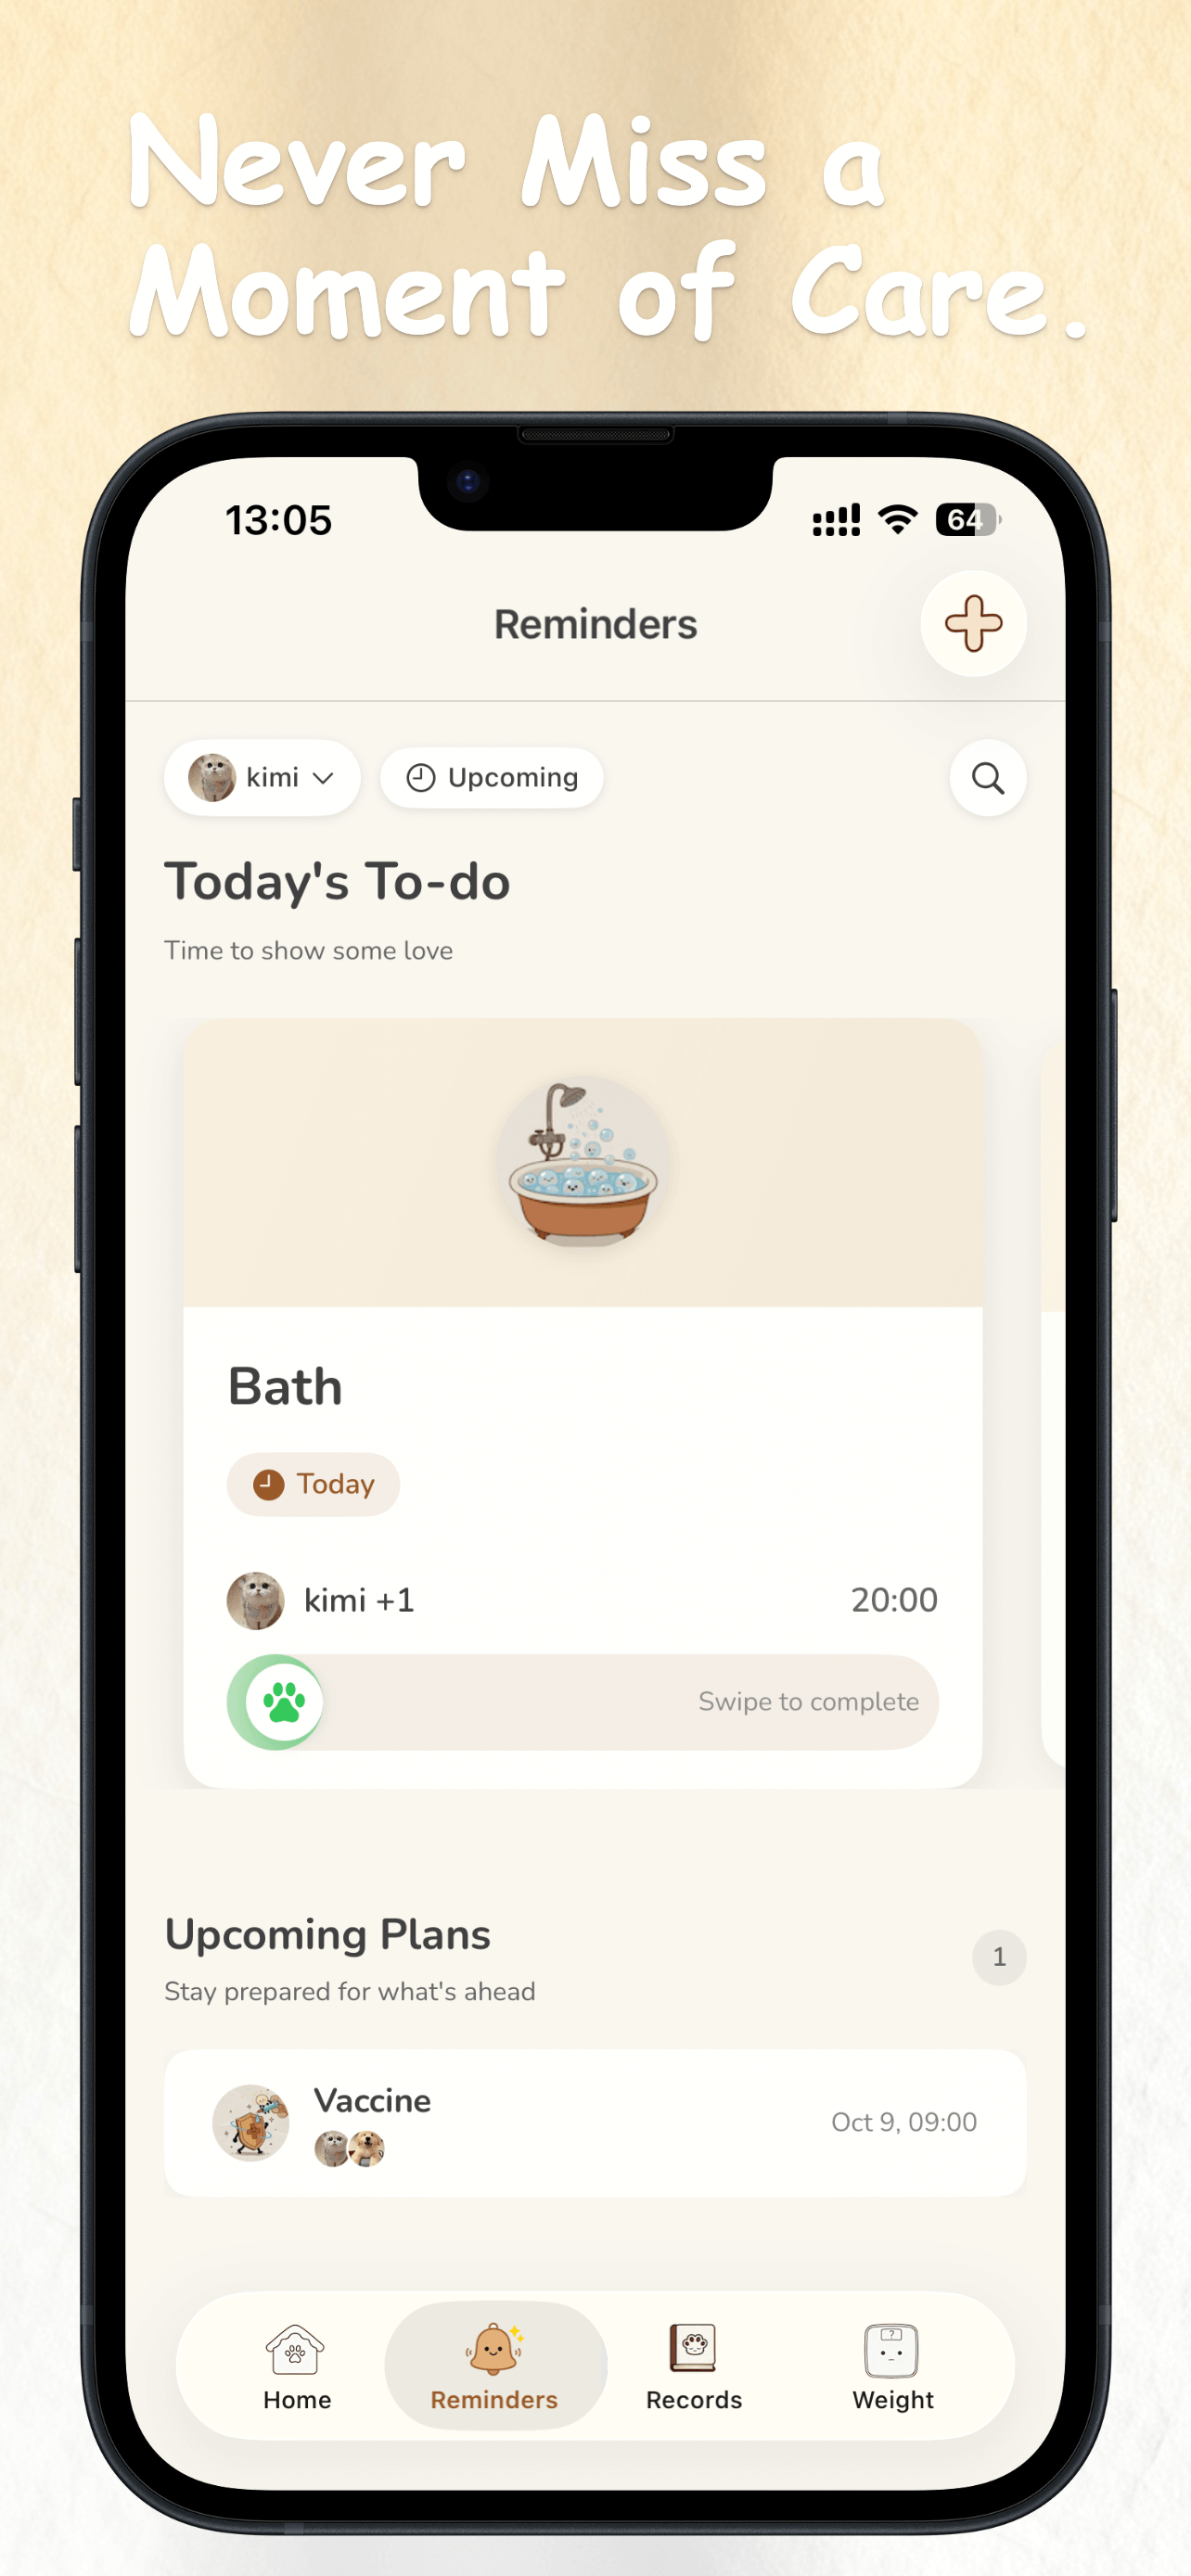 Never Miss a
Moment of Care.
13:05
64
Reminders
kimi
Upcoming
Today's To-do
Time to show some love
Bath
Today
kimi +1
20:00
Swipe to complete
Upcoming Plans
1
Stay prepared for what's ahead
Vaccine
Oct 9, 09:00
?
Home
Reminders
Records
Weight